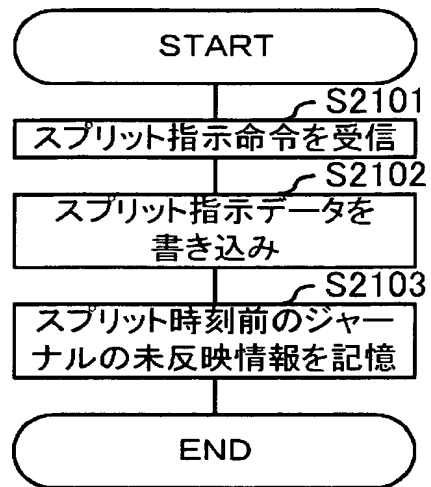 START
S2101
スプリット指示命令を受信
S2102
スプリット指示データを
書き込み
S2103
スプリット時刻前のジャー
ナルの未反映情報を記憶
END